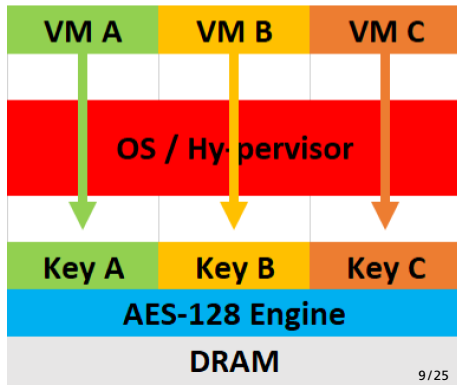 VM A VM B VM C
OS / Hy-pervisor
Key A Key B Key C
AES-128 Engine
DRAM
9/25